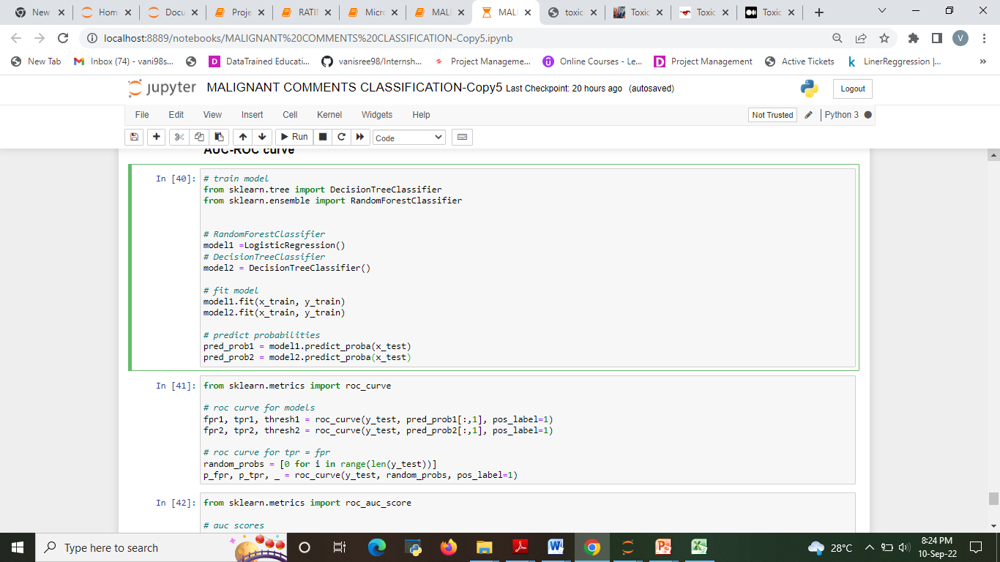 New
Hom
Docu
Proje
RATIN
Micro
MALI
MALI
toxic
Toxic
Toxic
Toxic
localhost:8889/notebooks/MALIGNANT%20COMMENTS%20CLASSIFICATION-Copy5.ipynb
V
New Tab
Inbox (74) - vani98s...
DataTrained Educati...
vanisree98/Internsh...
Project Manageme...
Online Courses - Le...
Project Management
Active Tickets
LinerReggression |...
»
jupyter
MALIGNANT COMMENTS CLASSIFICATION-Copy5 Last Checkpoint: 20 hours ago (autosaved)
Logout
File Edit View Insert Cell Kernel Widgets Help
Not Trusted
Python 3
Run
Code
AUC-ROC curve
In [40]: # train model
from sklearn.tree import DecisionTreeClassifier
from sklearn.ensemble import RandomForestClassifier
# RandomForestClassifier
model1 =LogisticRegression()
# DecisionTreeClassifier
model2 = DecisionTreeClassifier()
# fit model
model1.fit(x_train, y_train)
model2.fit(x_train, y_train)
# predict probabilities
pred_prob1 = model1.predict_proba(x_test)
pred_prob2 = model2.predict_proba(x_test)
In [41]: from sklearn.metrics import roc_curve
# roc curve for models
fpr1, tpr1, thresh1 = roc_curve(y_test, pred_prob1[:,1], pos_label=1)
fpr2, tpr2, thresh2 = roc_curve(y_test, pred_prob2[:,1], pos_label=1)
# roc curve for tpr = fpr
random_probs = [0 for i in range(len(y_test))]
p_fpr, p_tpr, _ = roc_curve(y_test, random_probs, pos_label=1)
In [42]: from sklearn.metrics import roc_auc_score
# auc scores
Type here to search
28°C
8:24 PM
10-Sep-22